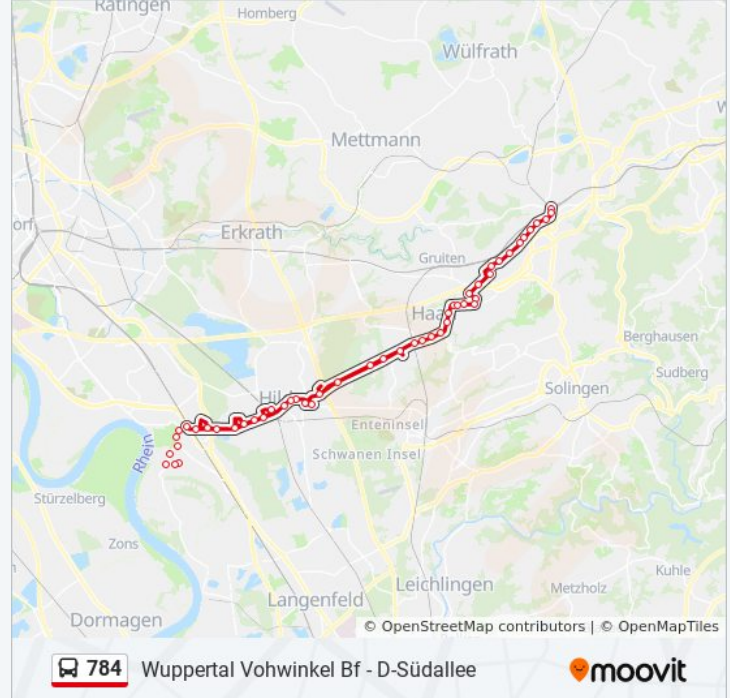 Ratingen
Homberg
Wülfrath
Mettmann
W
orf
Erkrath
Gruiten
Haa
Berghausen
Sudberg
Solingen
Hild
Enteninsel
Rhein
Schwanen Insel
Stürzelberg
Zons
Kuhle
Leichlingen
Metzholz
Langenfeld
Dormagen
© OpenStreetMap contributors | © OpenMapTiles
784 Wuppertal Vohwinkel Bf - D-Südallee
moovit